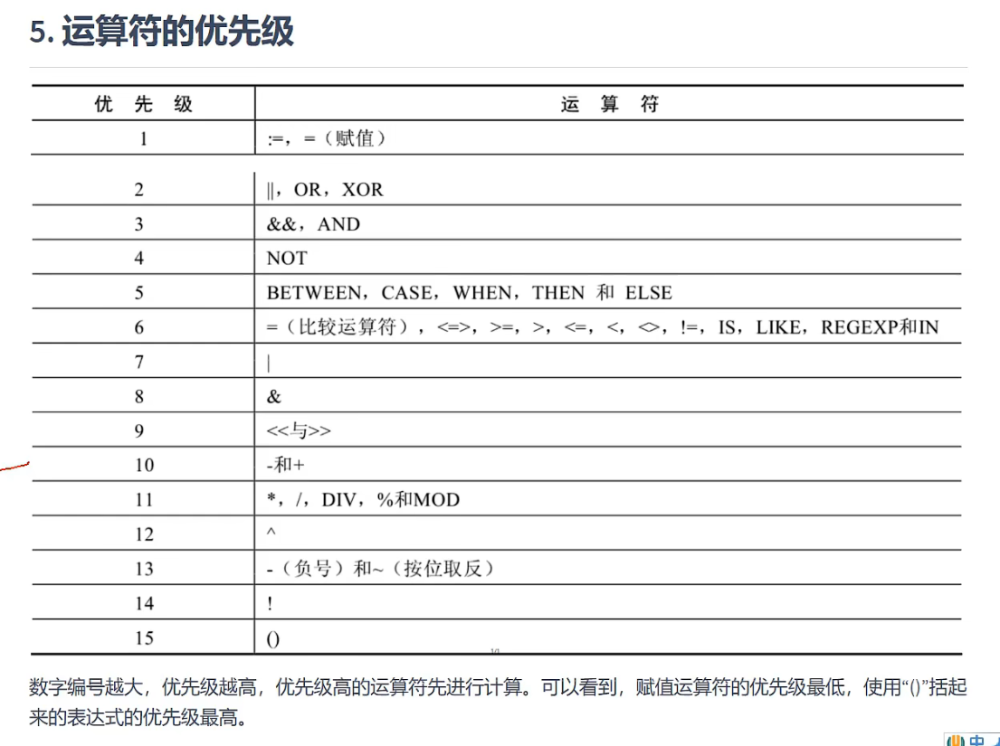 5. 运算符的优先级
优 先 级 运 算 符
1 :=，=（赋值）
2 ||，OR，XOR
3 &&，AND
4 NOT
5 BETWEEN，CASE，WHEN，THEN 和 ELSE
6 =（比较运算符），<=>，>=，>，<=，<，<>，!=，IS，LIKE，REGEXP和IN
7 |
8 &
9 <<与>>
10 -和+
11 *，/，DIV，%和MOD
12 ^
13 -（负号）和~（按位取反）
14 !
15 ()
数字编号越大，优先级越高，优先级高的运算符先进行计算。可以看到，赋值运算符的优先级最低，使用“()”括起
来的表达式的优先级最高。
中